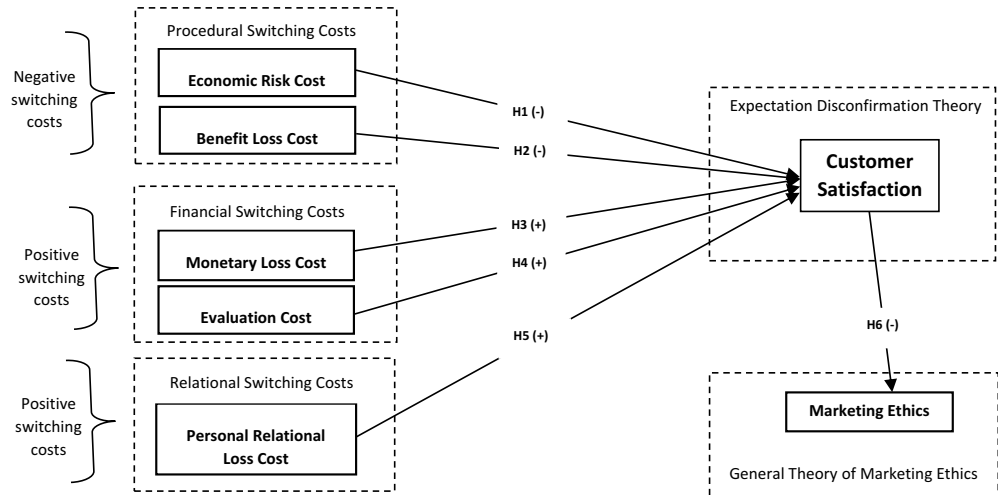 Negative
switching
costs
Procedural Switching Costs
Economic Risk Cost
Benefit Loss Cost
Positive
switching
costs
Financial Switching Costs
Monetary Loss Cost
Evaluation Cost
Positive
switching
costs
Relational Switching Costs
Personal Relational
Loss Cost
H1 (-)
H2 (-)
H3 (+)
H4 (+)
H5 (+)
Expectation Disconfirmation Theory
Customer
Satisfaction
H6 (-)
Marketing Ethics
General Theory of Marketing Ethics